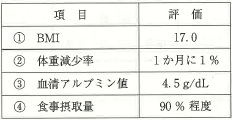 項目 評価
① BMI 17.0
② 体重減少率 1か月に1%
③ 血清アルブミン値 4.5g/dL
④ 食事摂取量 90%程度